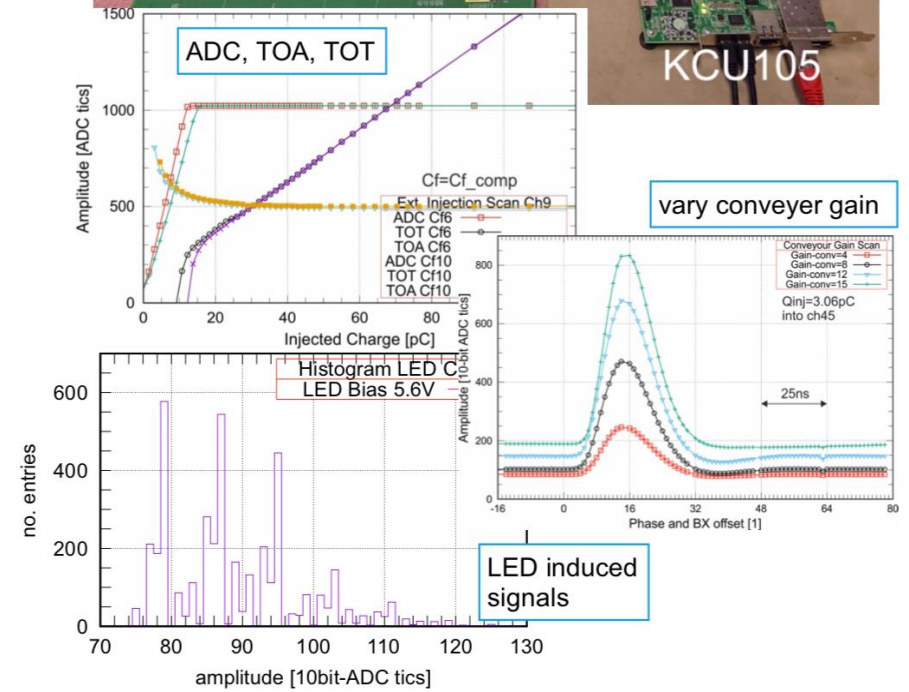 KCU105
1500
1000
500
0
Amplitude [ADC tics]
ADC, TOA, TOT
Cf=Cf_comp
Ext. Injection Scan Ch9
ADC Cf6
TOT Cf6
TOA Cf6
ADC Cf10
TOT Cf10
TOA Cf10
0 20 40 60 80
Injected Charge [pC]
vary conveyer gain
800
600
400
200
0
Amplitude [10-bit ADC tics]
Conveyour Gain Scan
Gain-conv=4
Gain-conv=8
Gain-conv=12
Gain-conv=15
Qinj=3.06pC
into ch45
25ns
-16 0 16 32 48 64 80
Phase and BX offset [1]
600
400
200
0
no. entries
Histogram LED C
LED Bias 5.6V
70 80 90 100 110 120 130
amplitude [10bit-ADC tics]
LED induced
signals